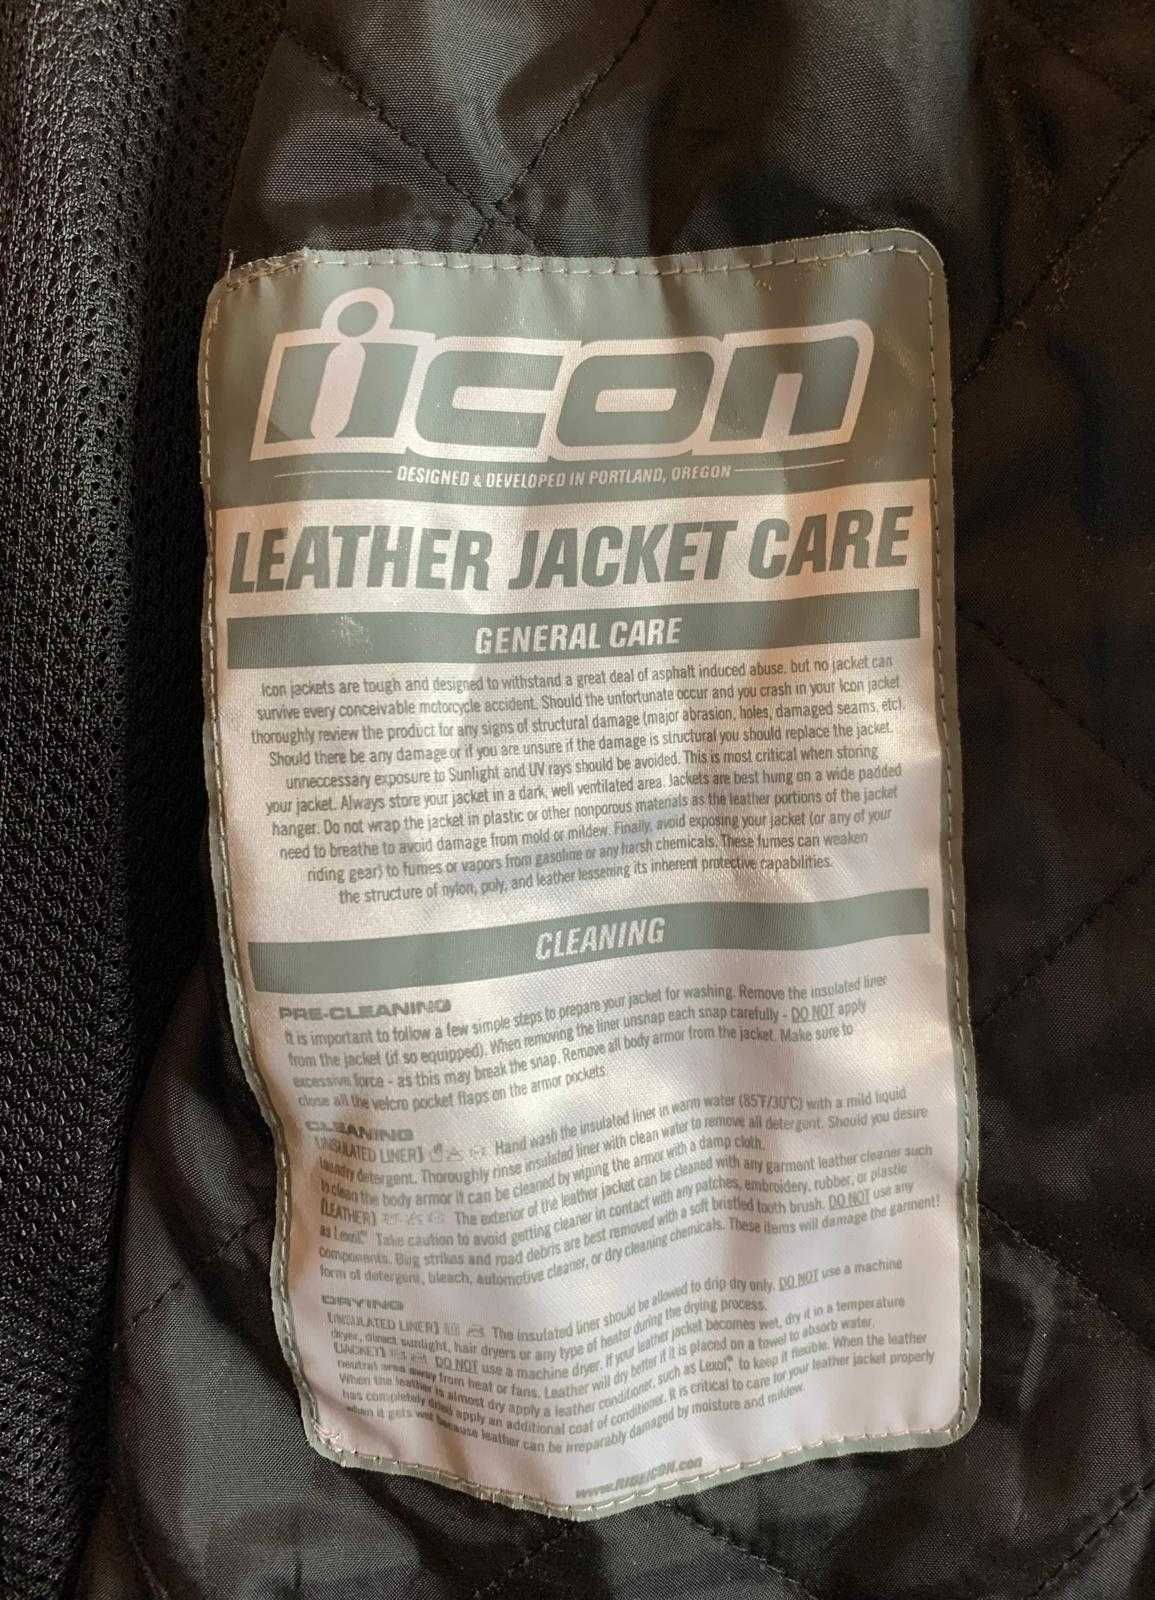 icon
DESIGNED & DEVELOPED IN PORTLAND, OREGON
LEATHER JACKET CARE
GENERAL CARE
Icon jackets are tough and designed to withstand a great deal of asphalt induced abuse, but no jacket can
survive every conceivable motorcycle accident. Should the unfortunate occur and you crash in your Icon jacket
thoroughly review the product for any signs of structural damage (major abrasion, holes, damaged seams, etc).
Should there be any damage or if you are unsure if the damage is structural you should replace the jacket.
unneccessary exposure to Sunlight and UV rays should be avoided. This is most critical when storing
your jacket. Always store your jacket in a dark, well ventilated area. Jackets are best hung on a wide padded
hanger. Do not wrap the jacket in plastic or other nonporous materials as the leather portions of the jacket
need to breathe to avoid damage from mold or mildew. Finally, avoid exposing your jacket (or any of your
riding gear) to fumes or vapors from gasoline or any harsh chemicals. These fumes can weaken
the structure of nylon, poly, and leather lessening its inherent protective capabilities.
CLEANING
PRE-CLEANING
It is important to follow a few simple steps to prepare your jacket for washing. Remove the insulated liner
from the jacket (if so equipped). When removing the liner unsnap each snap carefully - DO NOT apply
excessive force - as this may break the snap. Remove all body armor from the jacket. Make sure to
close all the velcro pocket flaps on the armor pockets.
CLEANING
[INSULATED LINER] Hand wash the insulated liner in warm water (85°F/30°C) with a mild liquid
laundry detergent. Thoroughly rinse insulated liner with clean water to remove all detergent. Should you desire
to clean the body armor it can be cleaned by wiping the armor with a damp cloth.
[LEATHER] The exterior of the leather jacket can be cleaned with any garment leather cleaner such
as Lexol.® Take caution to avoid getting cleaner in contact with any patches, embroidery, rubber, or plastic
components. Bug strikes and road debris are best removed with a soft bristled tooth brush. DO NOT use any
form of detergent, bleach, automotive cleaner, or dry cleaning chemicals. These items will damage the garment!
DRYING
[INSULATED LINER] The insulated liner should be allowed to drip dry only. DO NOT use a machine
dryer, direct sunlight, hair dryers or any type of heater during the drying process.
[JACKET] DO NOT use a machine dryer. If your leather jacket becomes wet, dry it in a temperature
neutral area away from heat or fans. Leather will dry better if it is placed on a towel to absorb water.
When the leather is almost dry apply a leather conditioner, such as Lexol,® to keep it flexible. When the leather
has completely dried apply an additional coat of conditioner. It is critical to care for your leather jacket properly
when it gets wet because leather can be irreparably damaged by moisture and mildew.
www.RIDEICON.com